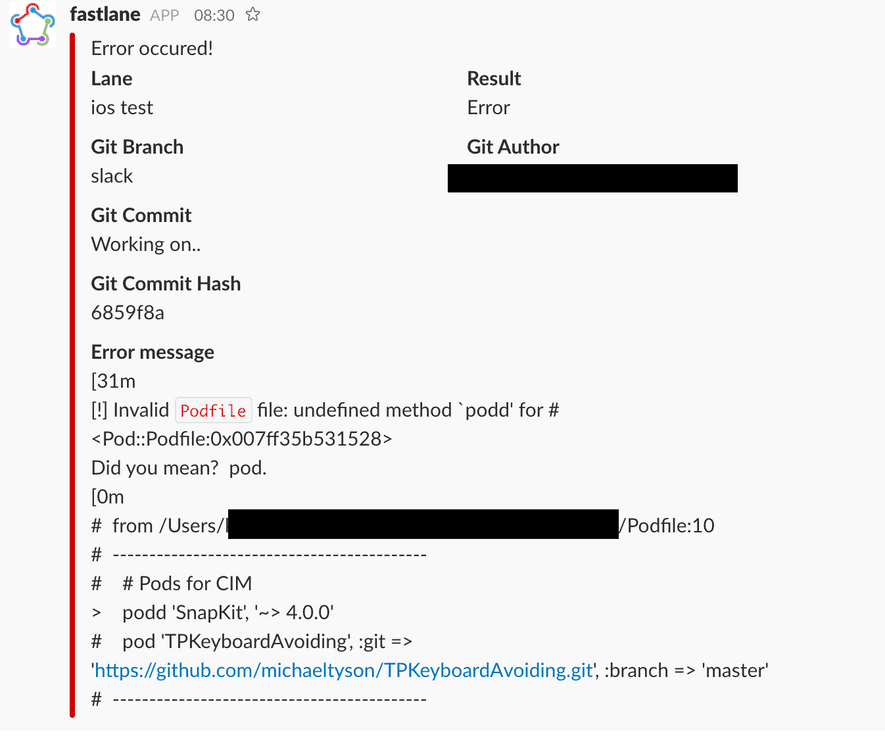 fastlane APP 08:30
Error occured!
Lane Result
ios test Error
Git Branch Git Author
slack
Git Commit
Working on..
Git Commit Hash
6859f8a
Error message
[31m
[!] Invalid Podfile file: undefined method `podd' for #
<Pod::Podfile:0x007ff35b531528>
Did you mean?  pod.
[0m
#  from /Users/ /Podfile:10
#  -------------------------------------------
#    # Pods for CIM
>    podd 'SnapKit', '~> 4.0.0'
#    pod 'TPKeyboardAvoiding', :git =>
'https://github.com/michaeltyson/TPKeyboardAvoiding.git', :branch => 'master'
#  -------------------------------------------